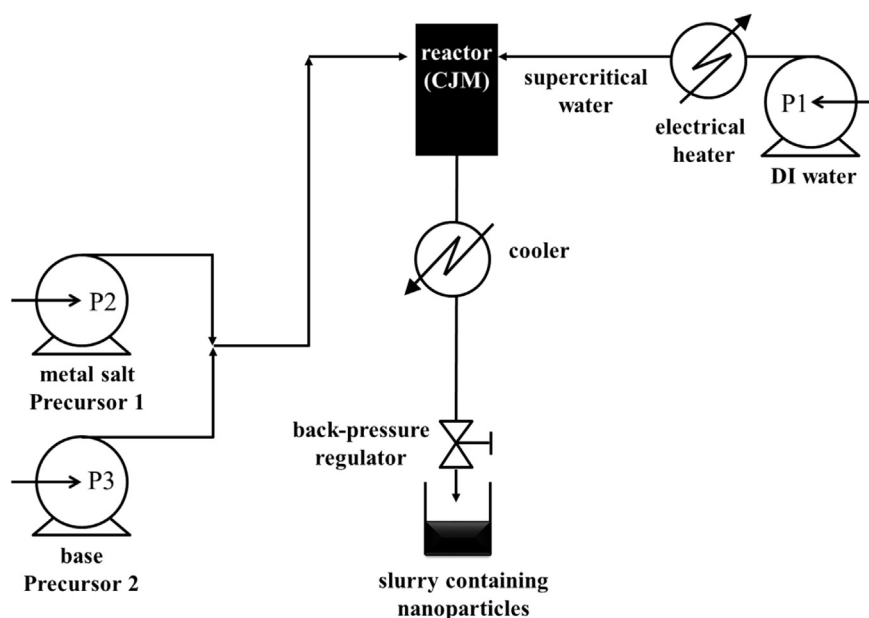 reactor
(CJM)
supercritical
water
electrical
heater
P1
DI water
cooler
P2
metal salt
Precursor 1
back-pressure
regulator
P3
base
Precursor 2
slurry containing
nanoparticles